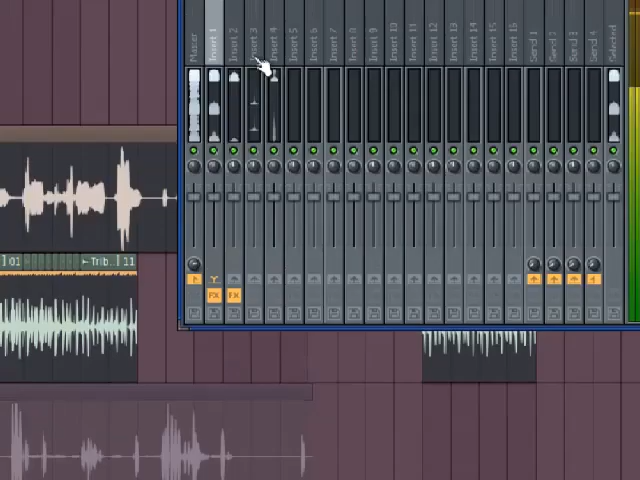 Master
Insert 1
Insert 2
Insert 3
Insert 4
Insert 5
Insert 6
Insert 7
Insert 8
Insert 9
Insert 10
Insert 11
Insert 12
Insert 13
Insert 14
Insert 15
Insert 16
Send 1
Send 2
Send 3
Send 4
Selected
] 01
Trib...] 11
FX
FX